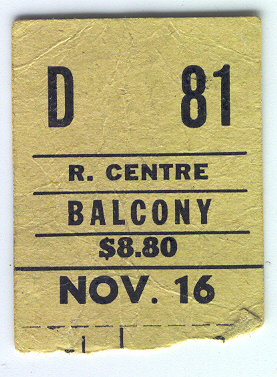 D 81
R. CENTRE
BALCONY
$8.80
NOV. 16